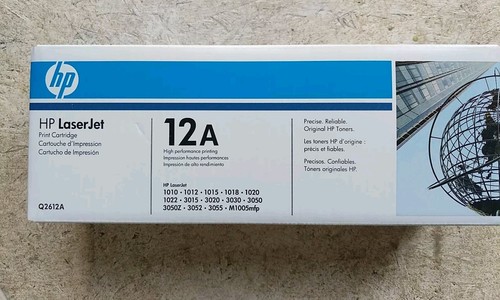 hp
HP LaserJet
Print Cartridge
Cartouche d'Impression
Cartucho de Impresión
Q2612A
12A
High performance printing
Impression hautes performances
Impresión de alto rendimiento
HP LaserJet
1010 • 1012 • 1015 • 1018 • 1020
1022 • 3015 • 3020 • 3030 • 3050
3050Z • 3052 • 3055 • M1005mfp
Precise. Reliable.
Original HP Toners.
Les toners HP d'origine :
précis et fiables.
Precisos. Confiables.
Tóners originales HP.